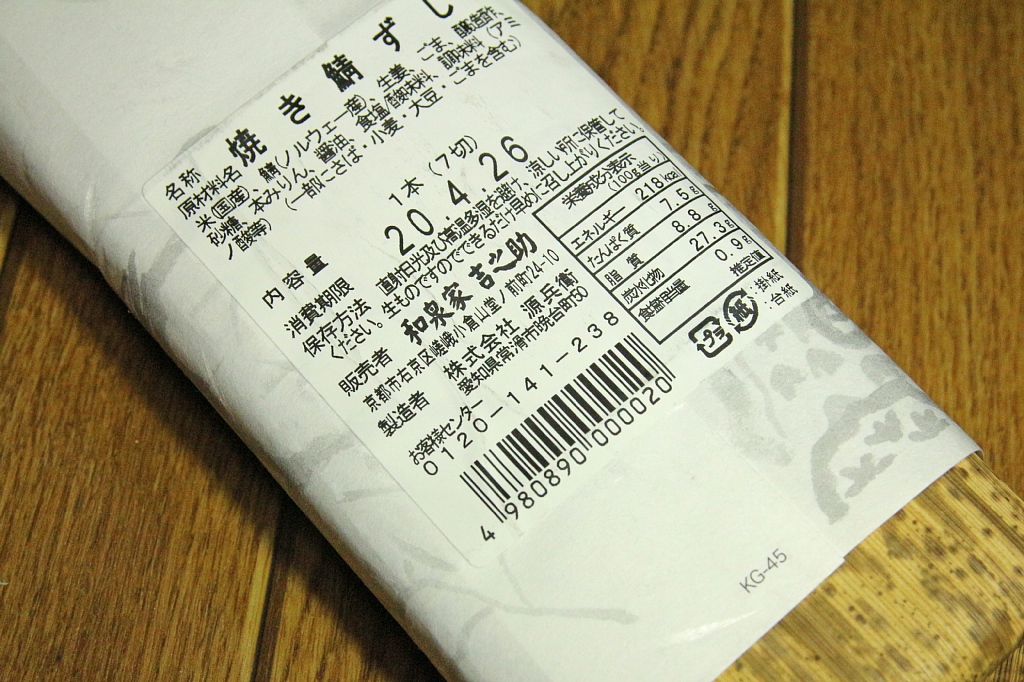 名称 焼き鯖ずし
原材料名
米(国産)、鯖(ノルウェー産)、生姜、ごま、醸造酢、
砂糖、本みりん、醤油、食塩/酸味料、調味料(アミ
ノ酸等) (一部にさば・小麦・大豆・ごまを含む)
内容量 1本(7切)
消費期限 20.4.26
保存方法 直射日光及び高温多湿を避け、涼しい所に保管して
ください。生ものですのでできるだけ早めに召し上がりください。
販売者 和泉家 吉之助
京都市右京区嵯峨小倉山堂ノ前町24-10
製造者 株式会社 源兵衛
愛知県常滑市晩台町50
お客様センター
0120-141-238
4980890000020
栄養成分表示
(100g当り)
エネルギー 218kcal
たんぱく質 7.5g
脂質 8.8g
炭水化物 27.3g
食塩相当量 0.9g
推定値
プラ 紙 :掛紙
:台紙
KG-45